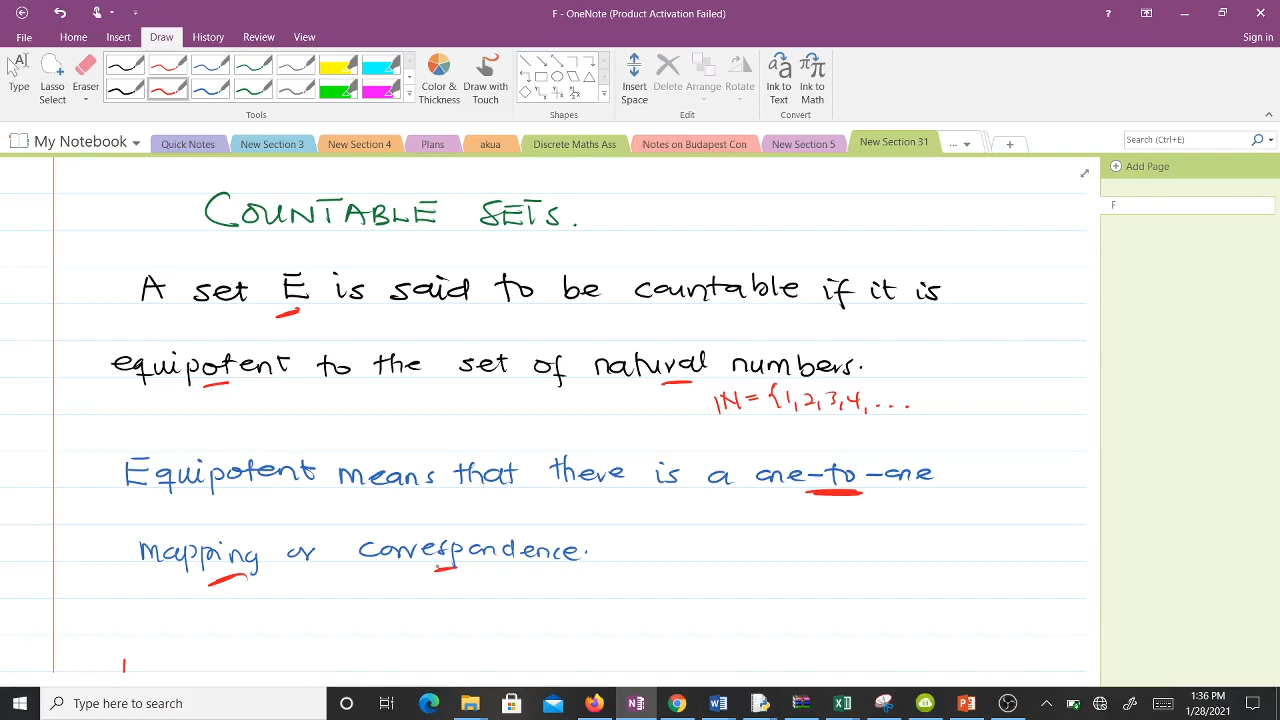 F - OneNote (Product Activation Failed)
File Home Insert Draw History Review View
Sign in
Type
Lasso Select
Eraser
Color & Thickness
Draw with Touch
Insert Space
Delete
Arrange
Rotate
Ink to Text
Ink to Math
Tools
Shapes
Edit
Convert
My Notebook
Quick Notes
New Section 3
New Section 4
Plans
akua
Discrete Maths Ass
Notes on Budapest Con
New Section 5
New Section 31
...
Search (Ctrl+E)
Add Page
F
COUNTABLE SETS.
A set E is said to be countable if it is
equipotent to the set of natural numbers.
IN = {1, 2, 3, 4, ...
Equipotent means that there is a one-to-one
mapping or correspondence.
Type here to search
1:36 PM
1/28/2021